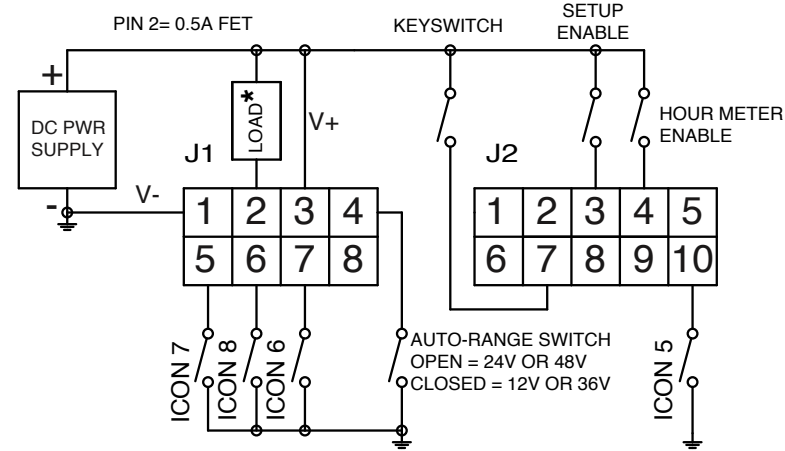 PIN 2= 0.5A FET
KEYSWITCH
SETUP
ENABLE
+
DC PWR
SUPPLY
-
V-
LOAD*
V+
HOUR METER
ENABLE
J1
1 2 3 4
5 6 7 8
J2
1 2 3 4 5
6 7 8 9 10
ICON 7
ICON 8
ICON 6
AUTO-RANGE SWITCH
OPEN = 24V OR 48V
CLOSED = 12V OR 36V
ICON 5